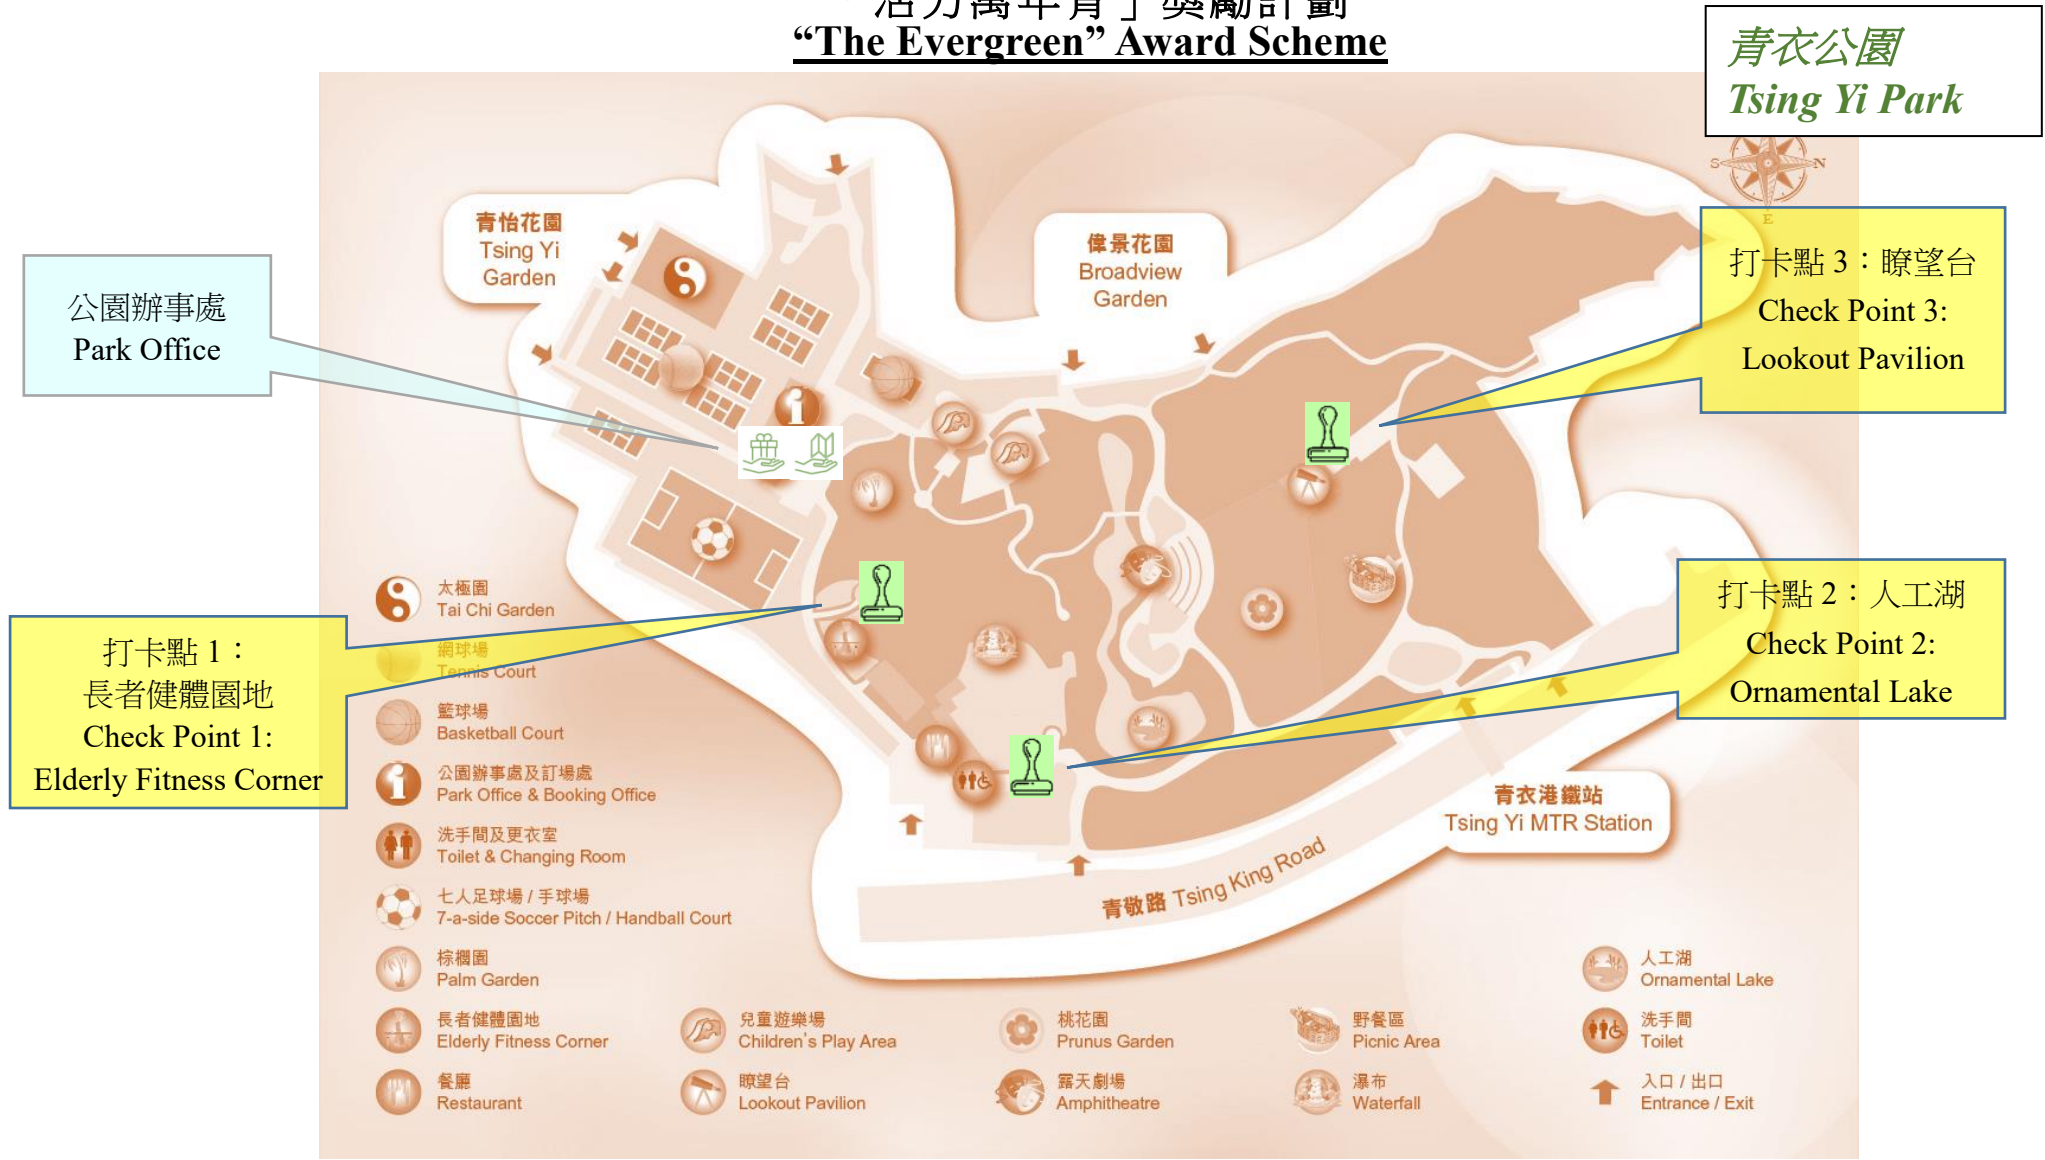 活力萬年青」獎勵計劃
“The Evergreen” Award Scheme
青衣公園
Tsing Yi Park
S
N
E
青怡花園
Tsing Yi
Garden
偉景花園
Broadview
Garden
打卡點 3：瞭望台
Check Point 3:
Lookout Pavilion
公園辦事處
Park Office
打卡點 1：
長者健體園地
Check Point 1:
Elderly Fitness Corner
打卡點 2：人工湖
Check Point 2:
Ornamental Lake
青衣港鐵站
Tsing Yi MTR Station
青敬路 Tsing King Road
太極園
Tai Chi Garden
網球場
Tennis Court
籃球場
Basketball Court
公園辦事處及訂場處
Park Office & Booking Office
洗手間及更衣室
Toilet & Changing Room
七人足球場 / 手球場
7-a-side Soccer Pitch / Handball Court
棕櫚園
Palm Garden
長者健體園地
Elderly Fitness Corner
餐廳
Restaurant
兒童遊樂場
Children's Play Area
瞭望台
Lookout Pavilion
桃花園
Prunus Garden
露天劇場
Amphitheatre
野餐區
Picnic Area
瀑布
Waterfall
人工湖
Ornamental Lake
洗手間
Toilet
入口 / 出口
Entrance / Exit